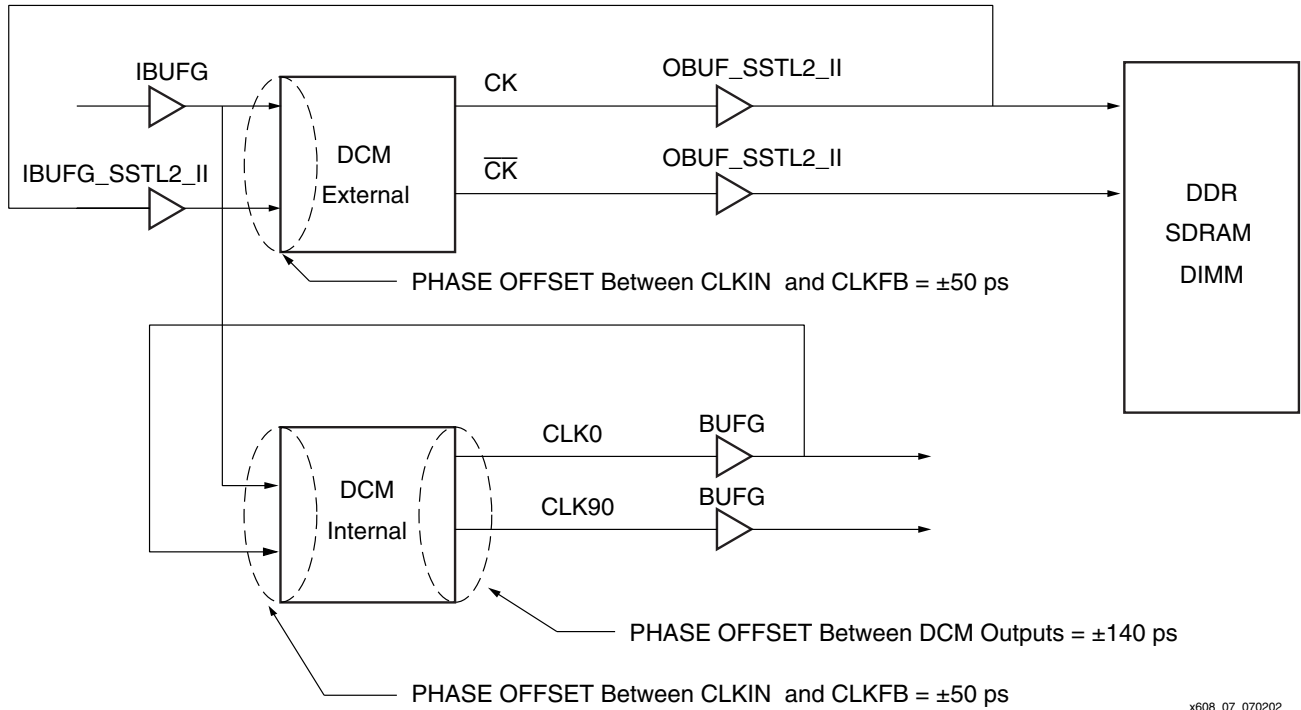 IBUFG
CK
OBUF_SSTL2_II
IBUFG_SSTL2_II
DCM
External
C̅K̅
OBUF_SSTL2_II
DDR
SDRAM
DIMM
PHASE OFFSET Between CLKIN and CLKFB = ±50 ps
CLK0
BUFG
DCM
Internal
CLK90
BUFG
PHASE OFFSET Between DCM Outputs = ±140 ps
PHASE OFFSET Between CLKIN and CLKFB = ±50 ps
x608_07_070202